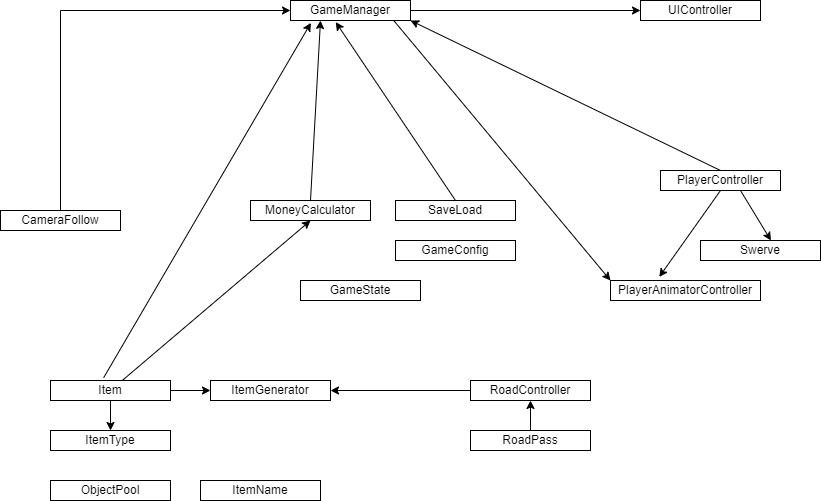 GameManager
UIController
PlayerController
CameraFollow
MoneyCalculator
SaveLoad
GameConfig
Swerve
GameState
PlayerAnimatorController
Item
ItemGenerator
RoadController
ItemType
RoadPass
ObjectPool
ItemName